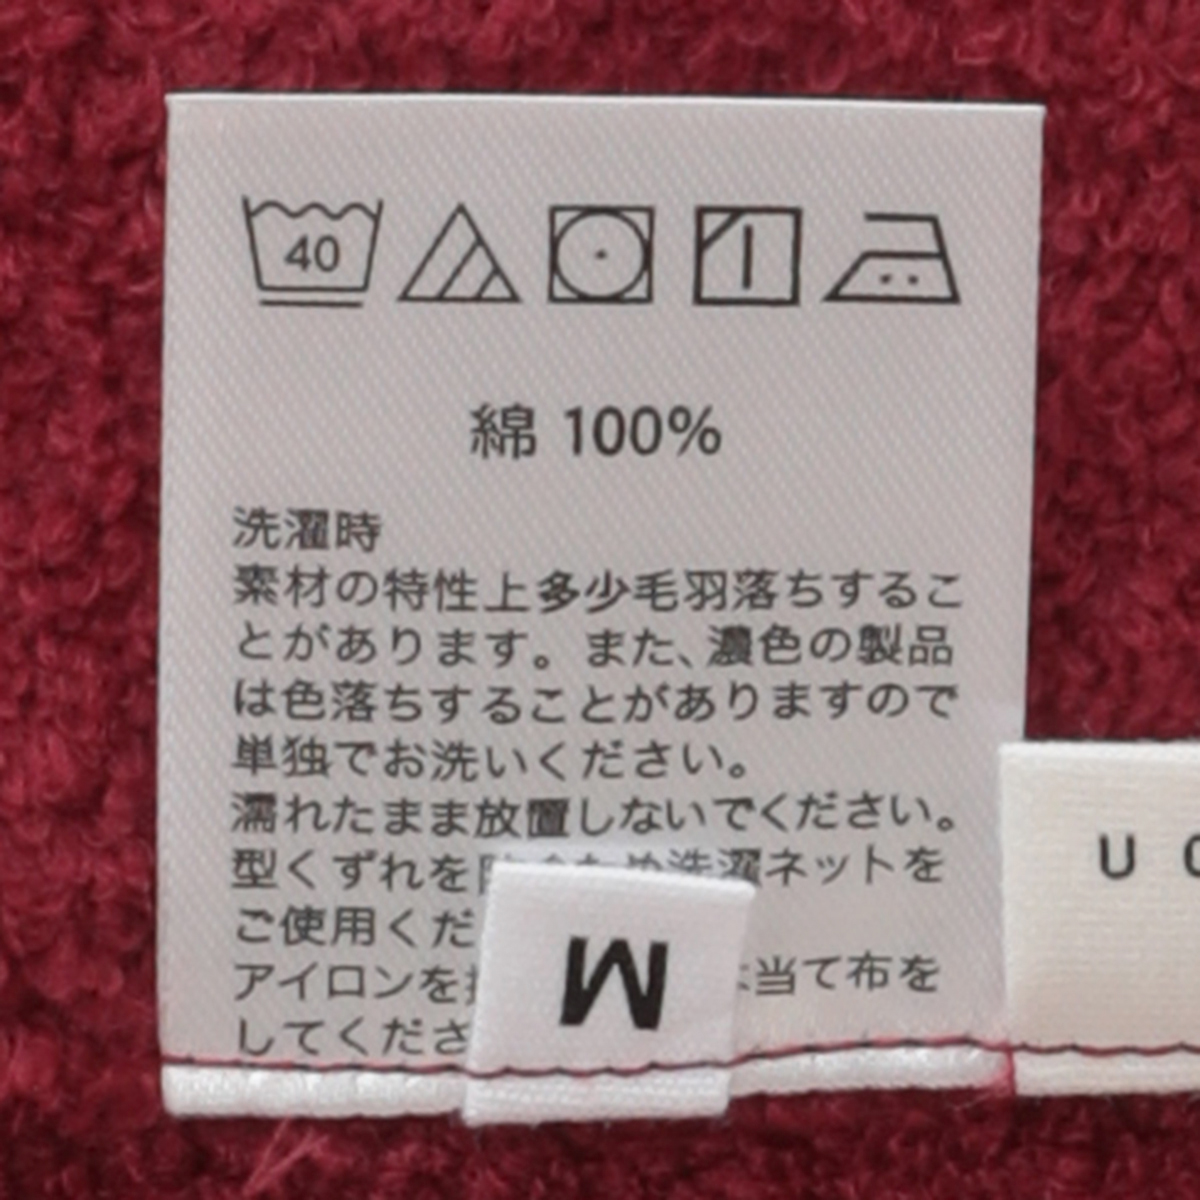 40
綿 100%
洗濯時
素材の特性上多少毛羽落ちするこ
とがあります。また、濃色の製品
は色落ちすることがありますので
単独でお洗いください。
濡れたまま放置しないでください。
型くずれを 洗濯ネットを
ご使用くだ
アイロンを 当て布を
してくださ
M
U